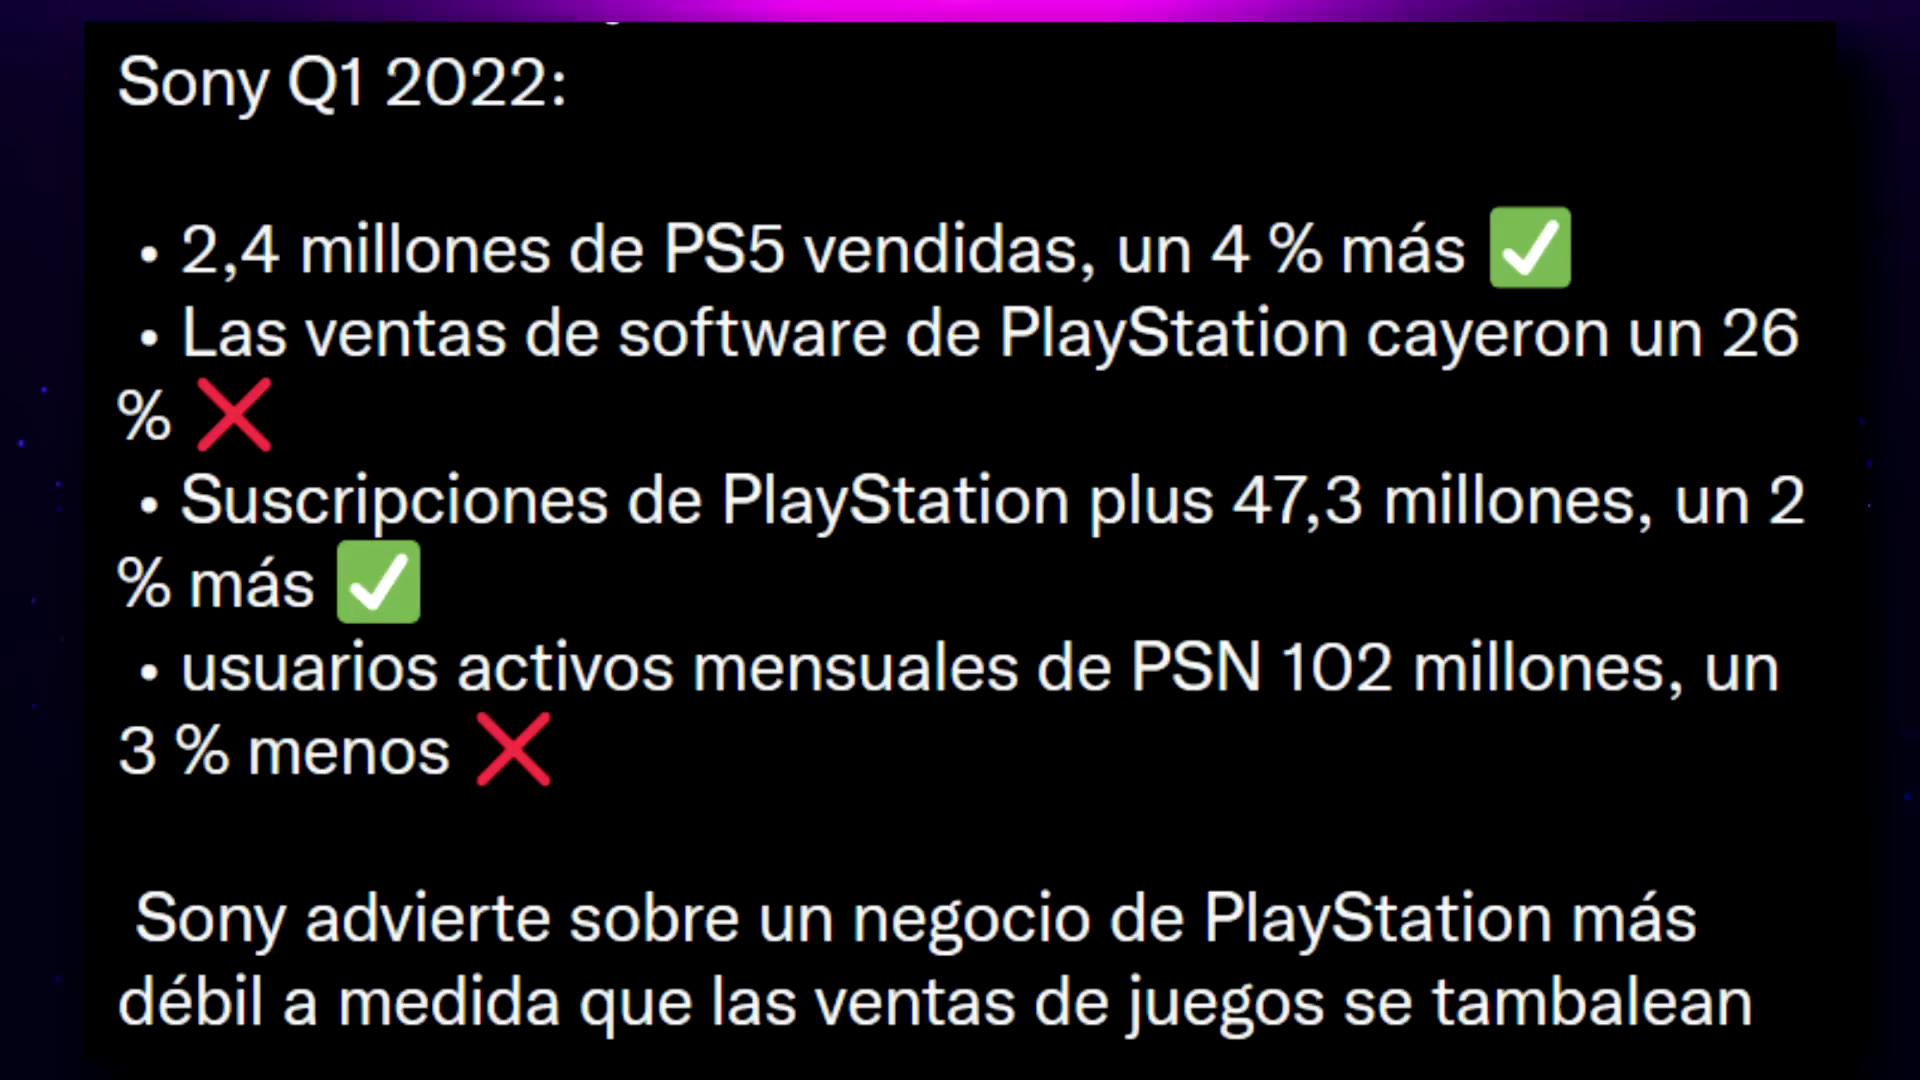 Sony Q1 2022:
• 2,4 millones de PS5 vendidas, un 4 % más ✅
• Las ventas de software de PlayStation cayeron un 26
% ❌
• Suscripciones de PlayStation plus 47,3 millones, un 2
% más ✅
• usuarios activos mensuales de PSN 102 millones, un
3 % menos ❌
Sony advierte sobre un negocio de PlayStation más
débil a medida que las ventas de juegos se tambalean